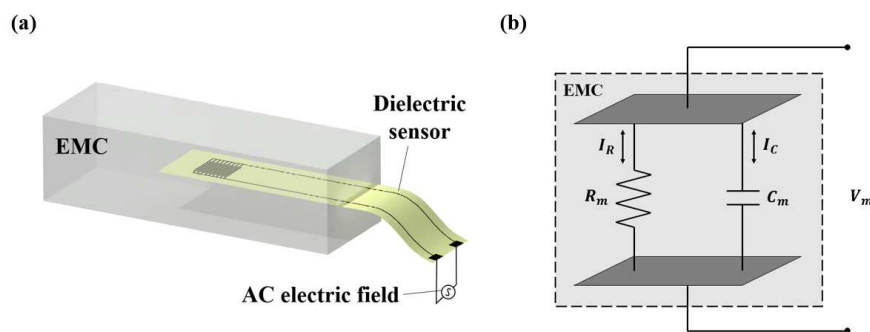 (a)
Dielectric
sensor
EMC
AC electric field
(b)
EMC
I_R
I_C
R_m
C_m
V_m